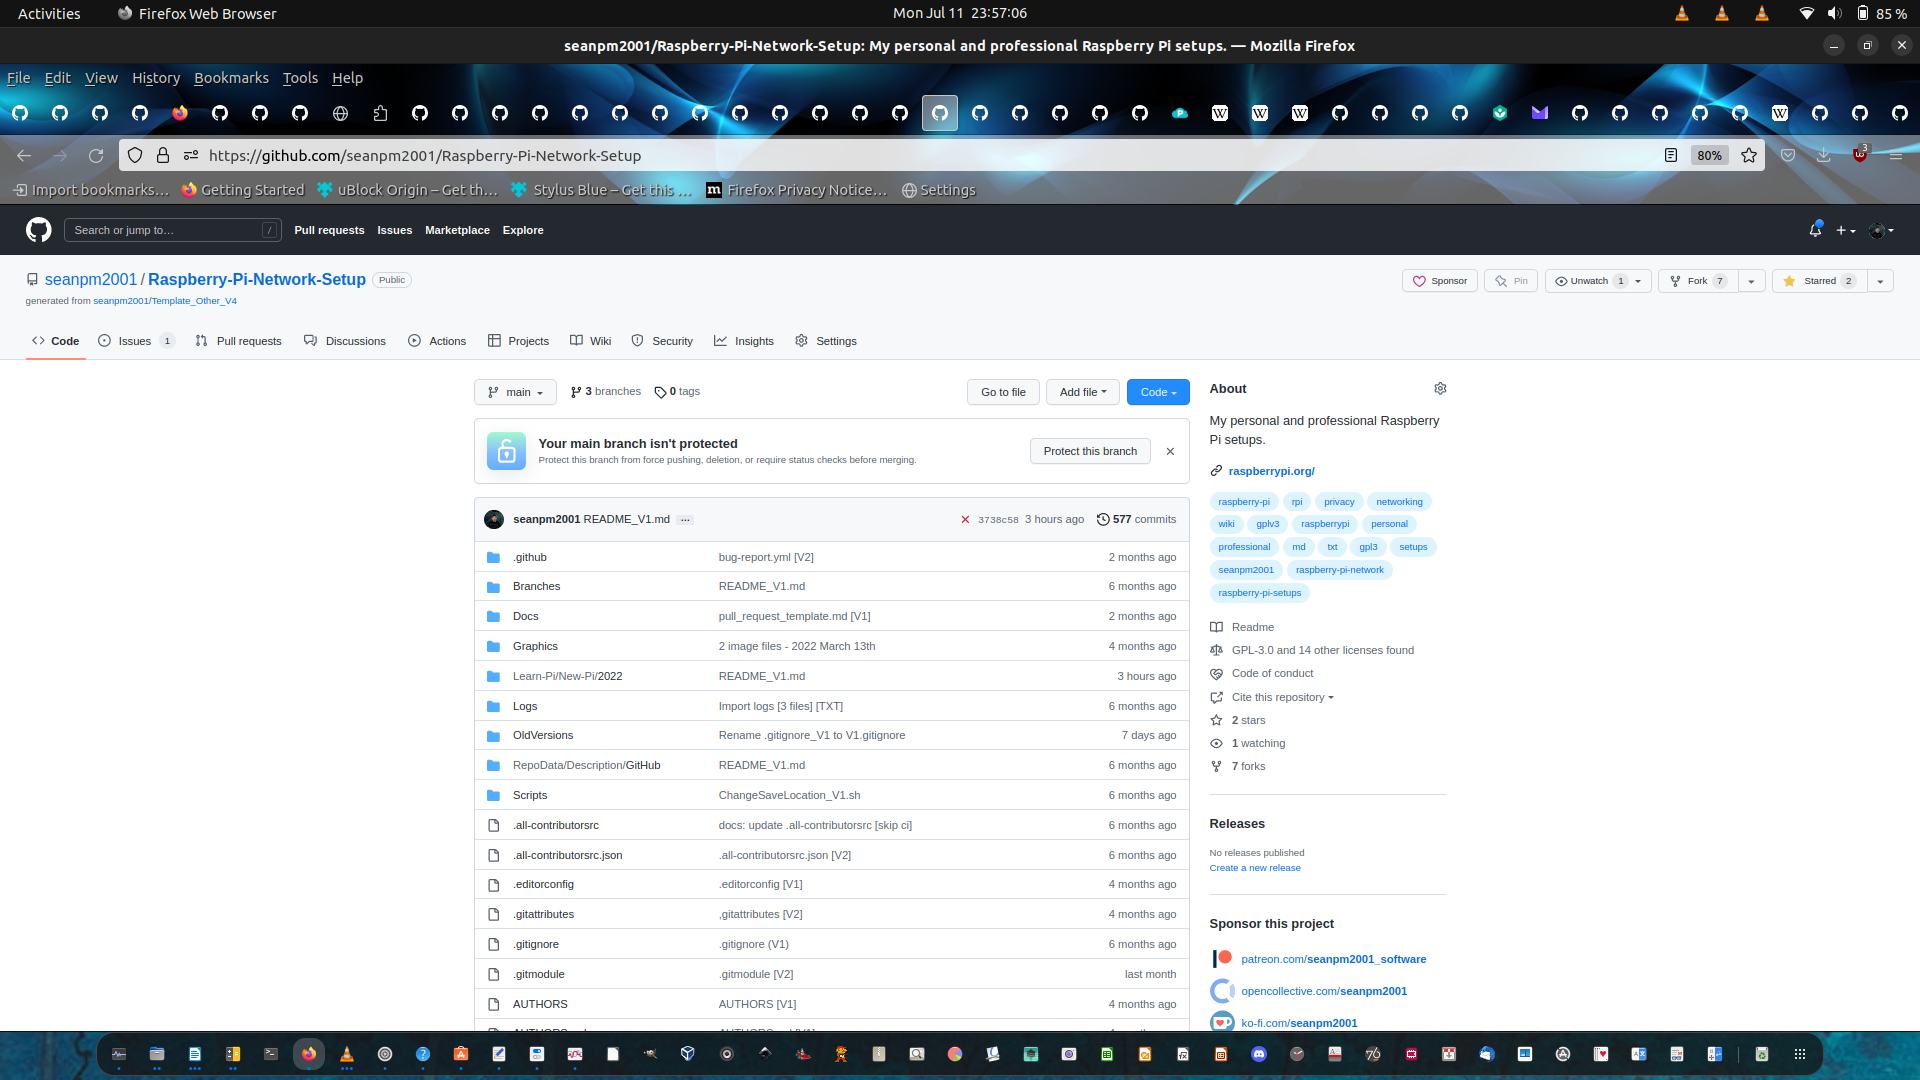 Activities
Firefox Web Browser
Mon Jul 11 23:57:06
85 %
seanpm2001/Raspberry-Pi-Network-Setup: My personal and professional Raspberry Pi setups. — Mozilla Firefox
File Edit View History Bookmarks Tools Help
https://github.com/seanpm2001/Raspberry-Pi-Network-Setup
80%
3
Import bookmarks…
Getting Started
uBlock Origin – Get th…
Stylus Blue – Get this …
Firefox Privacy Notice…
Settings
Search or jump to…
/
Pull requests
Issues
Marketplace
Explore
seanpm2001 / Raspberry-Pi-Network-Setup
Public
generated from seanpm2001/Template_Other_V4
Sponsor
Pin
Unwatch 1
Fork 7
Starred 2
Code
Issues 1
Pull requests
Discussions
Actions
Projects
Wiki
Security
Insights
Settings
main
3 branches
0 tags
Go to file
Add file
Code
Your main branch isn't protected
Protect this branch from force pushing, deletion, or require status checks before merging.
Protect this branch
seanpm2001 README_V1.md ...
3738c58 3 hours ago
577 commits
.github bug-report.yml [V2] 2 months ago
Branches README_V1.md 6 months ago
Docs pull_request_template.md [V1] 2 months ago
Graphics 2 image files - 2022 March 13th 4 months ago
Learn-Pi/New-Pi/2022 README_V1.md 3 hours ago
Logs Import logs [3 files] [TXT] 6 months ago
OldVersions Rename .gitignore_V1 to V1.gitignore 7 days ago
RepoData/Description/GitHub README_V1.md 6 months ago
Scripts ChangeSaveLocation_V1.sh 6 months ago
.all-contributorsrc docs: update .all-contributorsrc [skip ci] 6 months ago
.all-contributorsrc.json .all-contributorsrc.json [V2] 6 months ago
.editorconfig .editorconfig [V1] 4 months ago
.gitattributes ,gitattributes [V2] 4 months ago
.gitignore .gitignore (V1) 6 months ago
.gitmodule .gitmodule [V2] last month
AUTHORS AUTHORS [V1] 4 months ago
About
My personal and professional Raspberry
Pi setups.
raspberrypi.org/
raspberry-pi rpi privacy networking
wiki gplv3 raspberrypi personal
professional md txt gpl3 setups
seanpm2001 raspberry-pi-network
raspberry-pi-setups
Readme
GPL-3.0 and 14 other licenses found
Code of conduct
Cite this repository
2 stars
1 watching
7 forks
Releases
No releases published
Create a new release
Sponsor this project
patreon.com/seanpm2001_software
opencollective.com/seanpm2001
ko-fi.com/seanpm2001